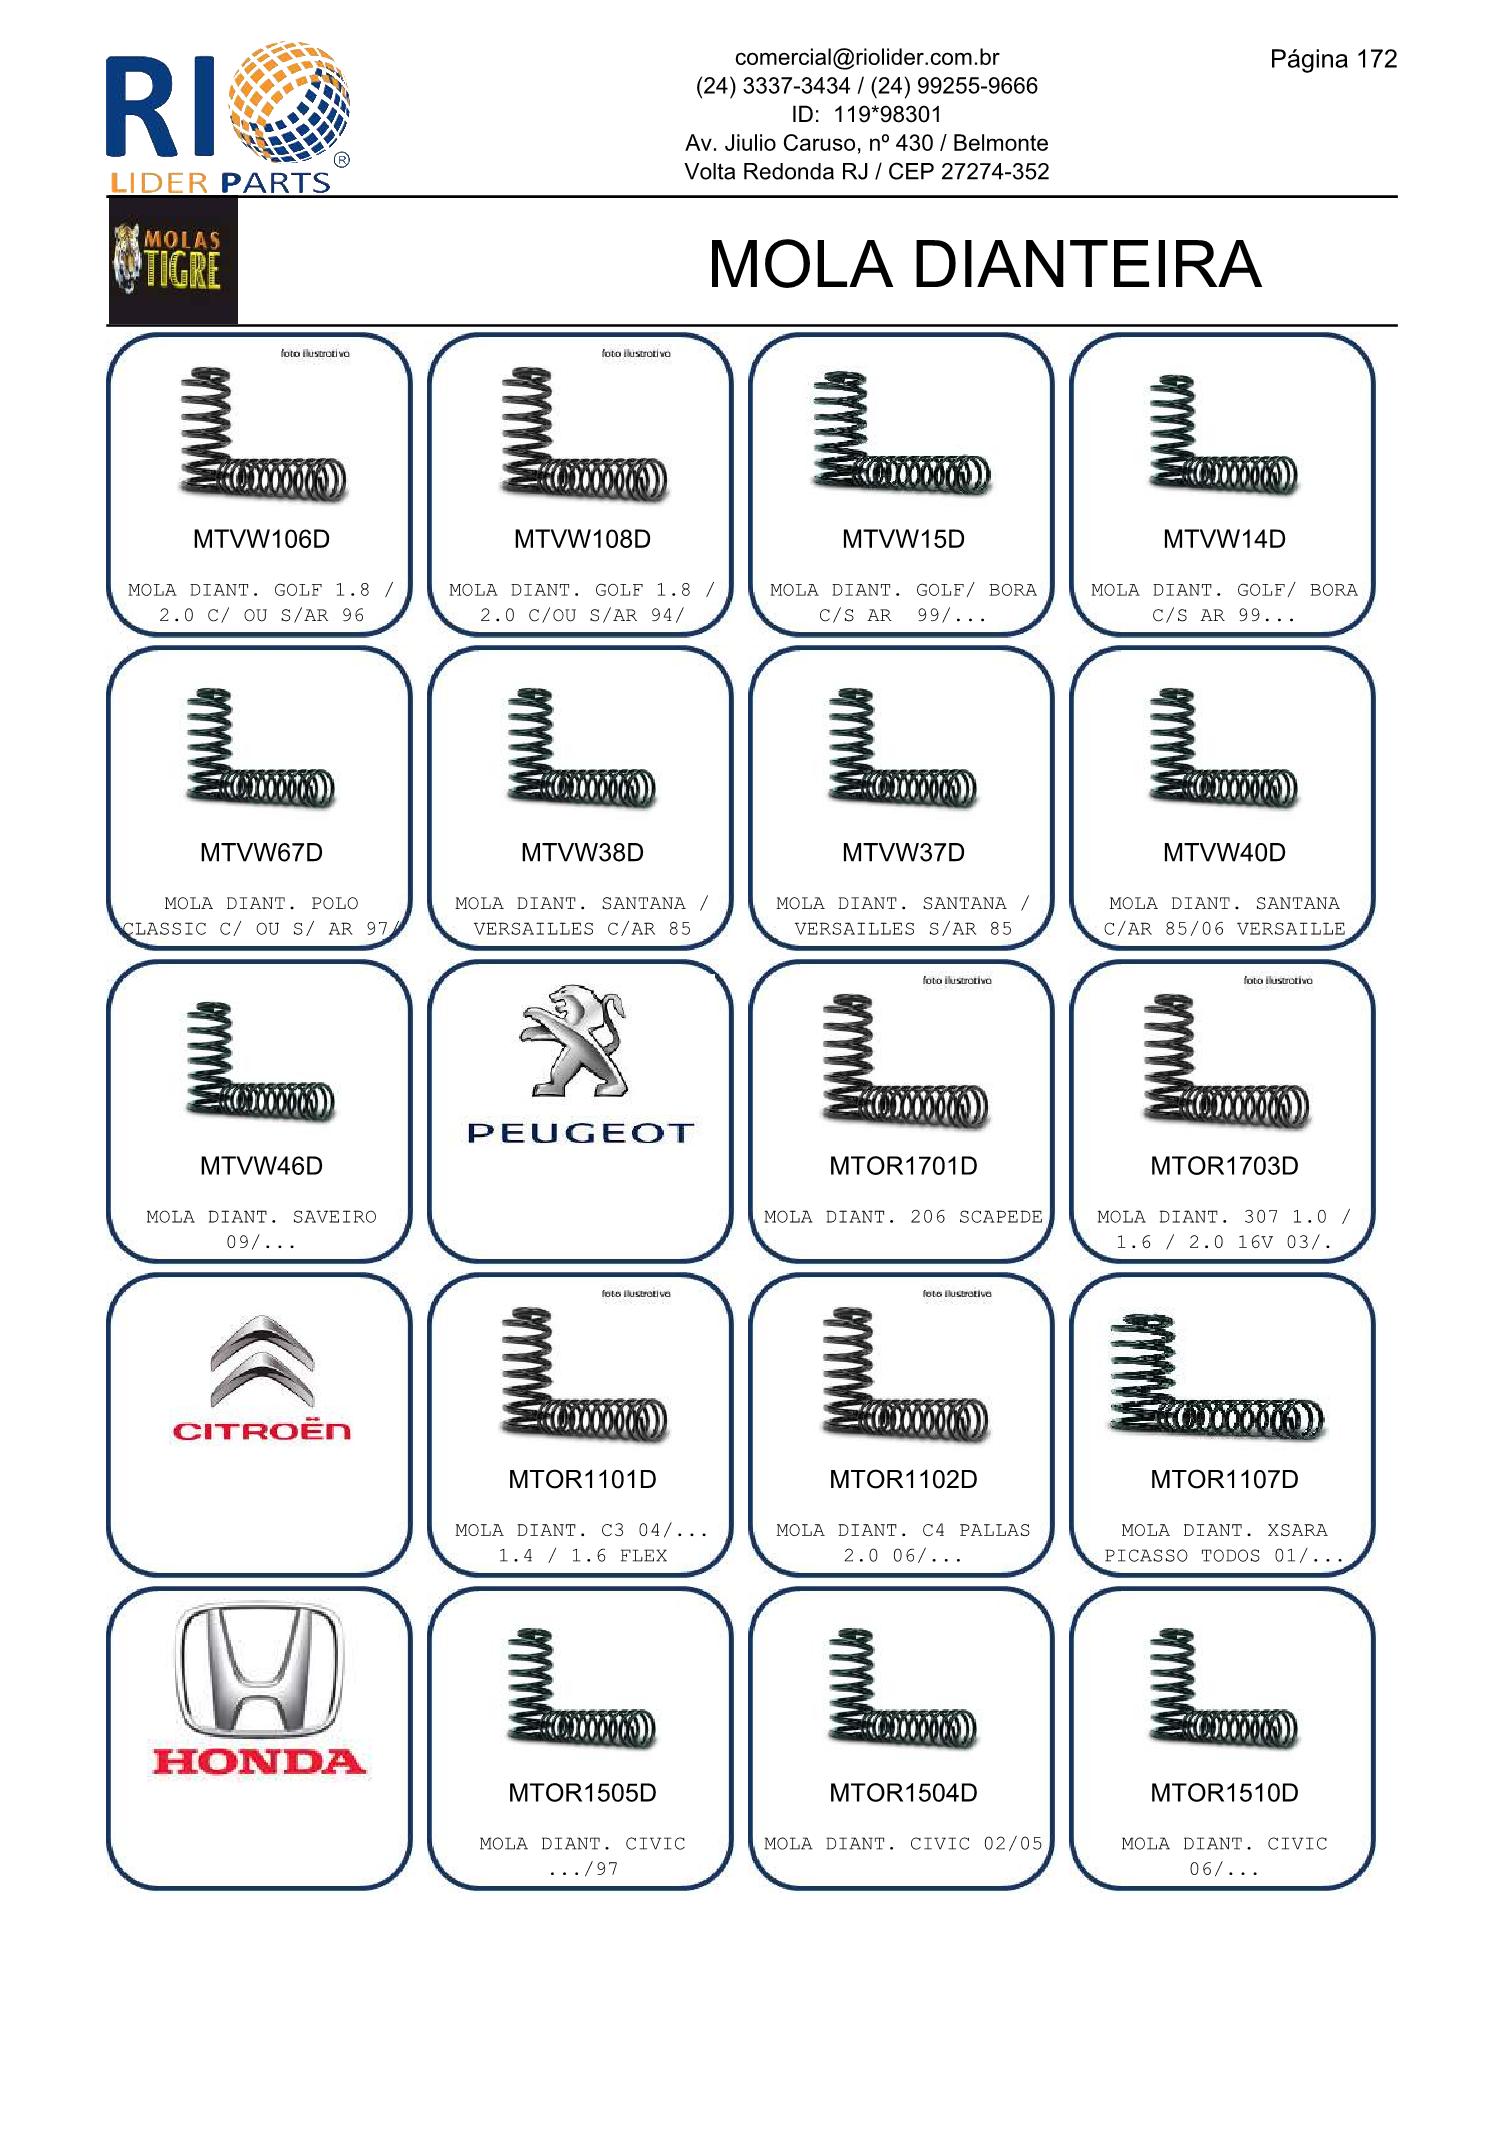 RIO
®
LIDER PARTS
comercial@riolider.com.br
(24) 3337-3434 / (24) 99255-9666
ID:  119*98301
Av. Jiulio Caruso, nº 430 / Belmonte
Volta Redonda RJ / CEP 27274-352
Página 172
MOLAS
TIGRE
MOLA DIANTEIRA
foto ilustrativa
MTVW106D
MOLA DIANT. GOLF 1.8 /
2.0 C/ OU S/AR 96
foto ilustrativa
MTVW108D
MOLA DIANT. GOLF 1.8 /
2.0 C/OU S/AR 94/
MTVW15D
MOLA DIANT. GOLF/ BORA
C/S AR  99/...
MTVW14D
MOLA DIANT. GOLF/ BORA
C/S AR 99...
MTVW67D
MOLA DIANT. POLO
CLASSIC C/ OU S/ AR 97/
MTVW38D
MOLA DIANT. SANTANA /
VERSAILLES C/AR 85
MTVW37D
MOLA DIANT. SANTANA /
VERSAILLES S/AR 85
MTVW40D
MOLA DIANT. SANTANA
C/AR 85/06 VERSAILLE
MTVW46D
MOLA DIANT. SAVEIRO
09/...
PEUGEOT
foto ilustrativa
MTOR1701D
MOLA DIANT. 206 SCAPEDE
foto ilustrativa
MTOR1703D
MOLA DIANT. 307 1.0 /
1.6 / 2.0 16V 03/.
CITROËN
foto ilustrativa
MTOR1101D
MOLA DIANT. C3 04/...
1.4 / 1.6 FLEX
foto ilustrativa
MTOR1102D
MOLA DIANT. C4 PALLAS
2.0 06/...
MTOR1107D
MOLA DIANT. XSARA
PICASSO TODOS 01/...
HONDA
MTOR1505D
MOLA DIANT. CIVIC
.../97
MTOR1504D
MOLA DIANT. CIVIC 02/05
MTOR1510D
MOLA DIANT. CIVIC
06/...